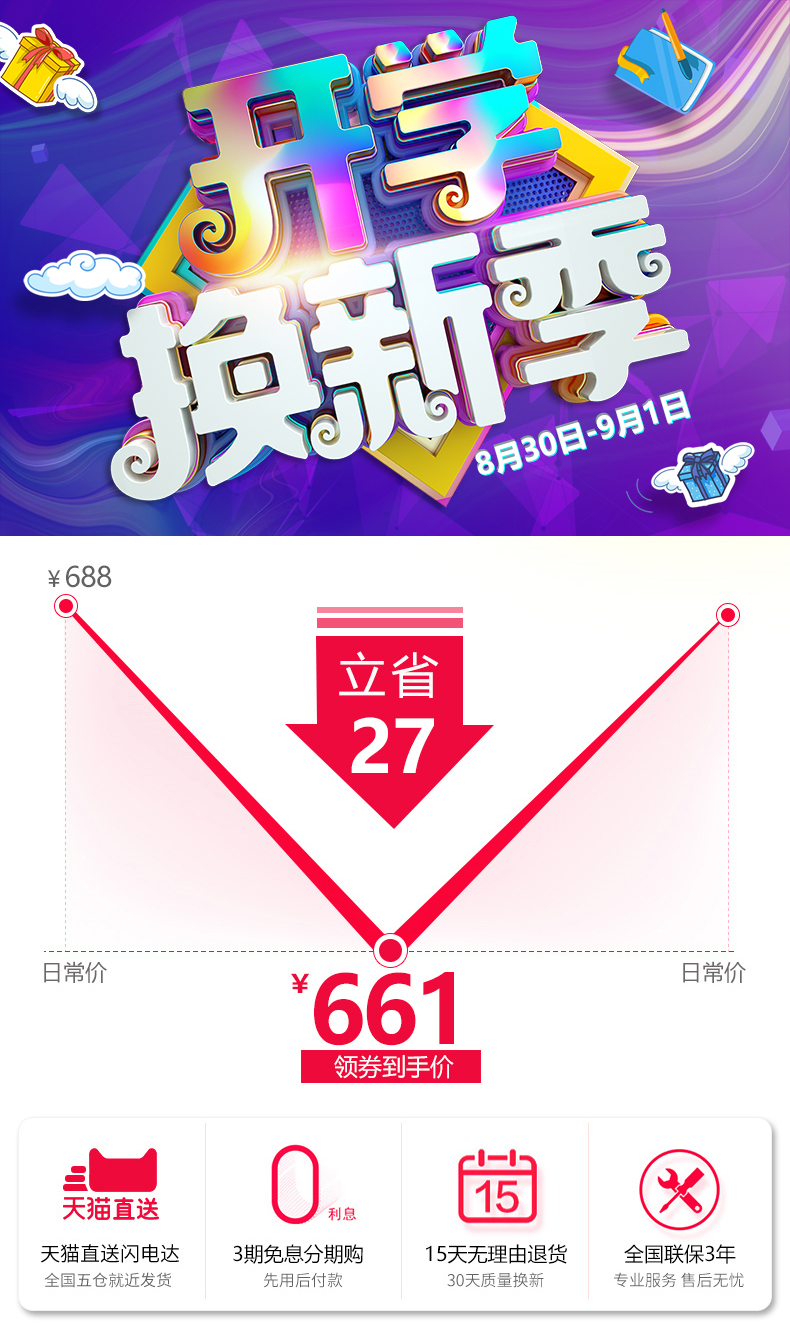 开学
换新季
8月30日-9月1日
¥688
立省
27
日常价
日常价
¥661
领券到手价
天猫直送
利息
15
天猫直送闪电达
3期免息分期购
15天无理由退货
全国联保3年
全国五仓就近发货
先用后付款
30天质量换新
专业服务 售后无忧